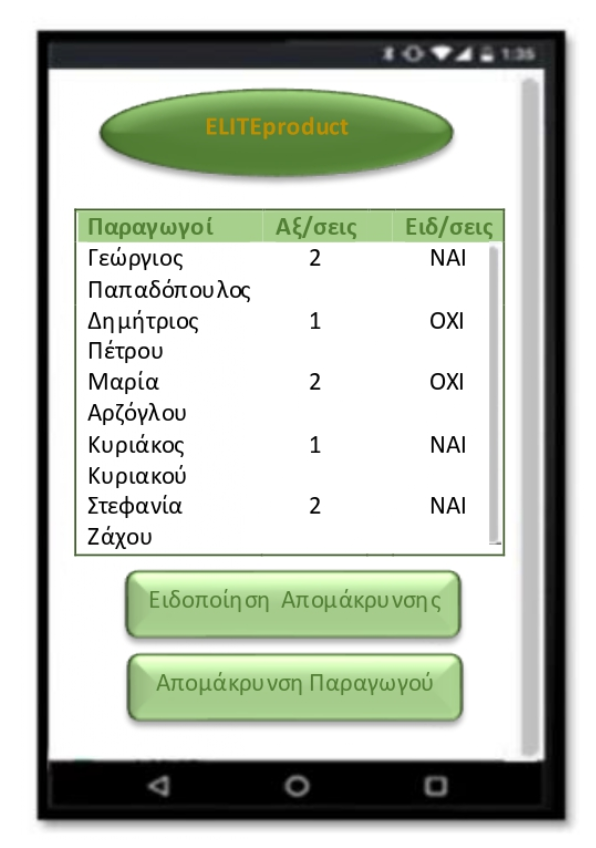 1:35
ELITEproduct
Παραγωγοί Αξ/σεις Ειδ/σεις
Γεώργιος 2 ΝΑΙ
Παπαδόπουλος
Δημήτριος 1 ΟΧΙ
Πέτρου
Μαρία 2 ΟΧΙ
Αρζόγλου
Κυριάκος 1 ΝΑΙ
Κυριακού
Στεφανία 2 ΝΑΙ
Ζάχου
Ειδοποίηση Απομάκρυνσης
Απομάκρυνση Παραγωγού